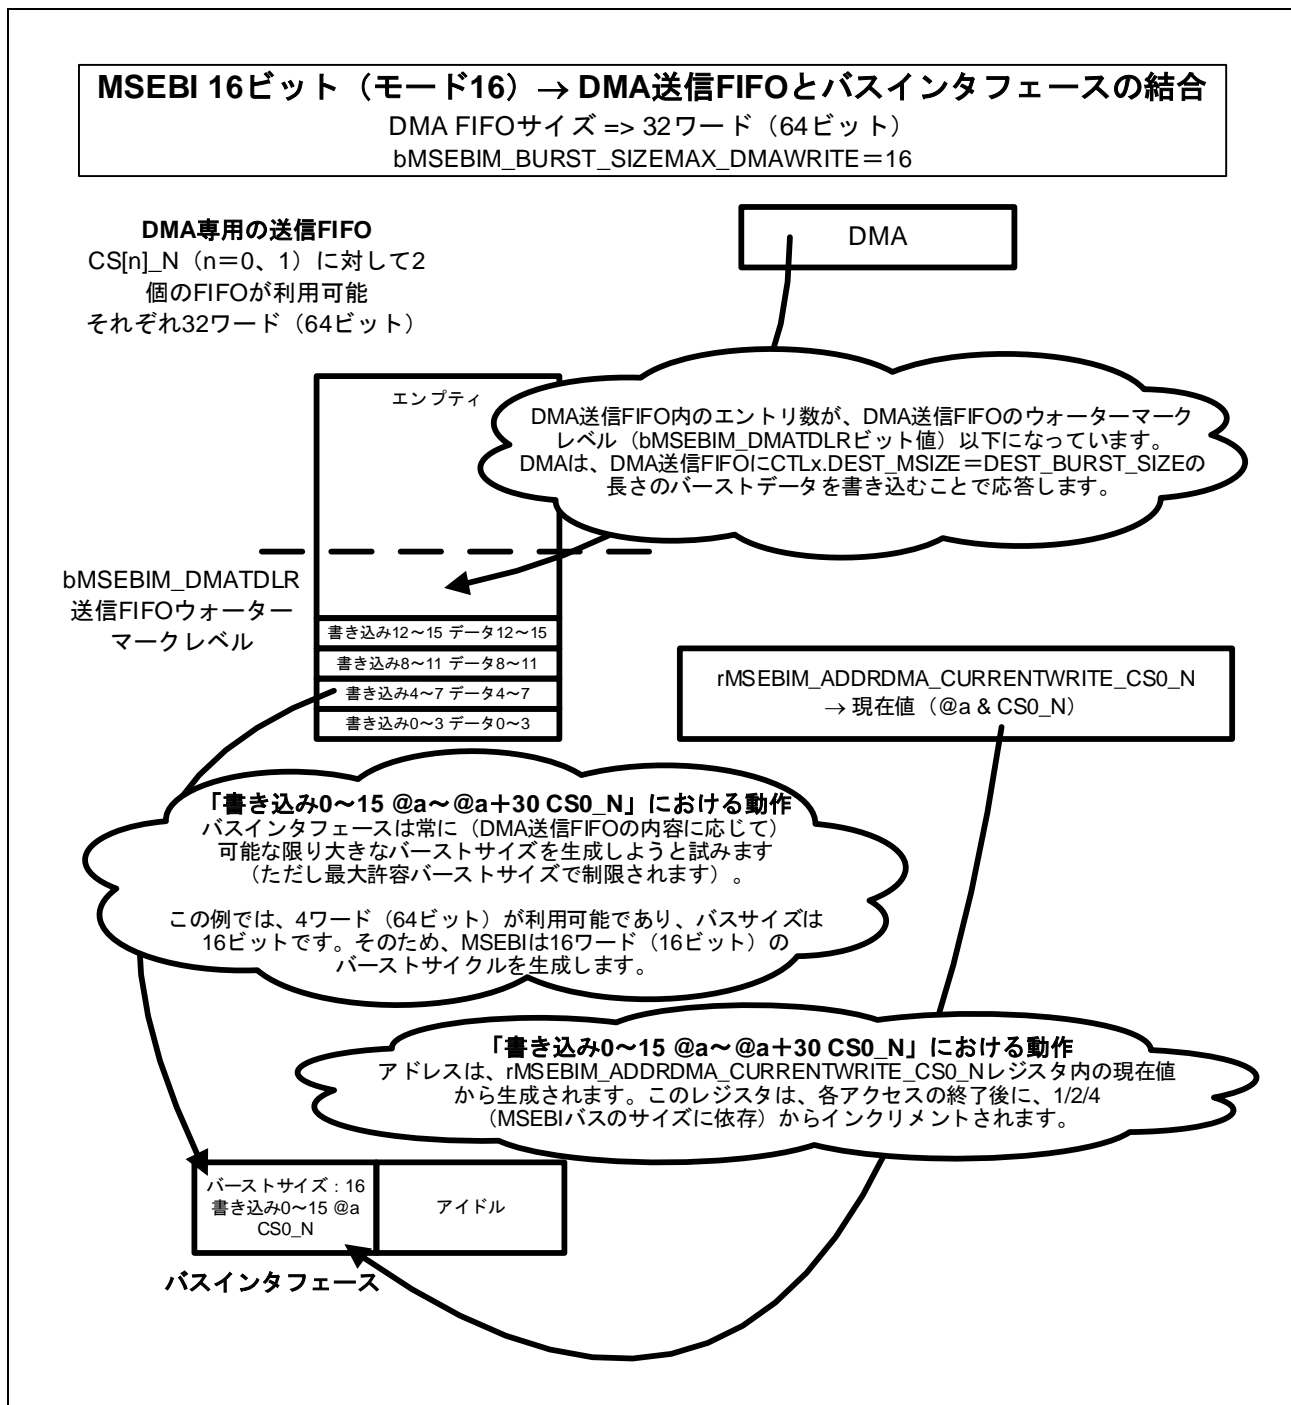 MSEBI 16ビット（モード16）→ DMA送信FIFOとバスインタフェースの結合
DMA FIFOサイズ => 32ワード（64ビット）
bMSEBIM_BURST_SIZEMAX_DMAWRITE＝16
DMA専用の送信FIFO
CS[n]_N（n＝0、1）に対して2
個のFIFOが利用可能
それぞれ32ワード（64ビット）
DMA
エンプティ
DMA送信FIFO内のエントリ数が、DMA送信FIFOのウォーターマーク
レベル（bMSEBIM_DMATDLRビット値）以下になっています。
DMAは、DMA送信FIFOにCTLx.DEST_MSIZE＝DEST_BURST_SIZEの
長さのバーストデータを書き込むことで応答します。
bMSEBIM_DMATDLR
送信FIFOウォーター
マークレベル
書き込み12～15 データ12～15
書き込み8～11 データ8～11
書き込み4～7 データ4～7
書き込み0～3 データ0～3
rMSEBIM_ADDRDMA_CURRENTWRITE_CS0_N
→ 現在値（@a & CS0_N）
「書き込み0～15 @a～@a＋30 CS0_N」における動作
バスインタフェースは常に（DMA送信FIFOの内容に応じて）
可能な限り大きなバーストサイズを生成しようと試みます
（ただし最大許容バーストサイズで制限されます）。
この例では、4ワード（64ビット）が利用可能であり、バスサイズは
16ビットです。そのため、MSEBIは16ワード（16ビット）の
バーストサイクルを生成します。
「書き込み0～15 @a～@a＋30 CS0_N」における動作
アドレスは、rMSEBIM_ADDRDMA_CURRENTWRITE_CS0_Nレジスタ内の現在値
から生成されます。このレジスタは、各アクセスの終了後に、1/2/4
（MSEBIバスのサイズに依存）からインクリメントされます。
バーストサイズ：16
書き込み0～15 @a
CS0_N
アイドル
バスインタフェース